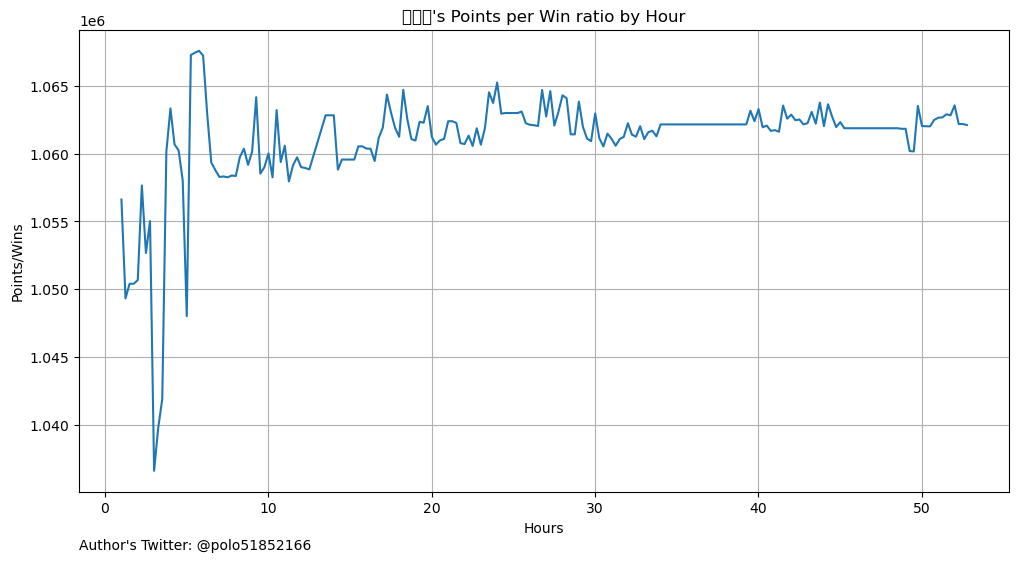 's Points per Win ratio by Hour
1e6
1.065
1.060
1.055
1.050
1.045
1.040
Points/Wins
0 10 20 30 40 50
Hours
Author's Twitter: @polo51852166